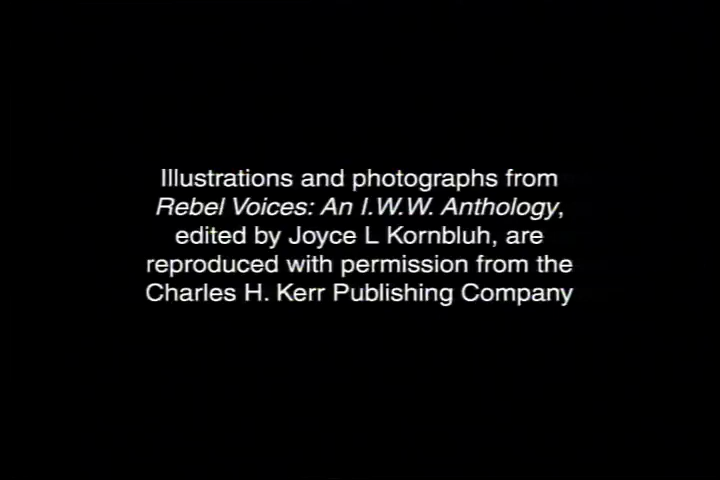 Illustrations and photographs from
Rebel Voices: An I.W.W. Anthology,
edited by Joyce L Kornbluh, are
reproduced with permission from the
Charles H. Kerr Publishing Company